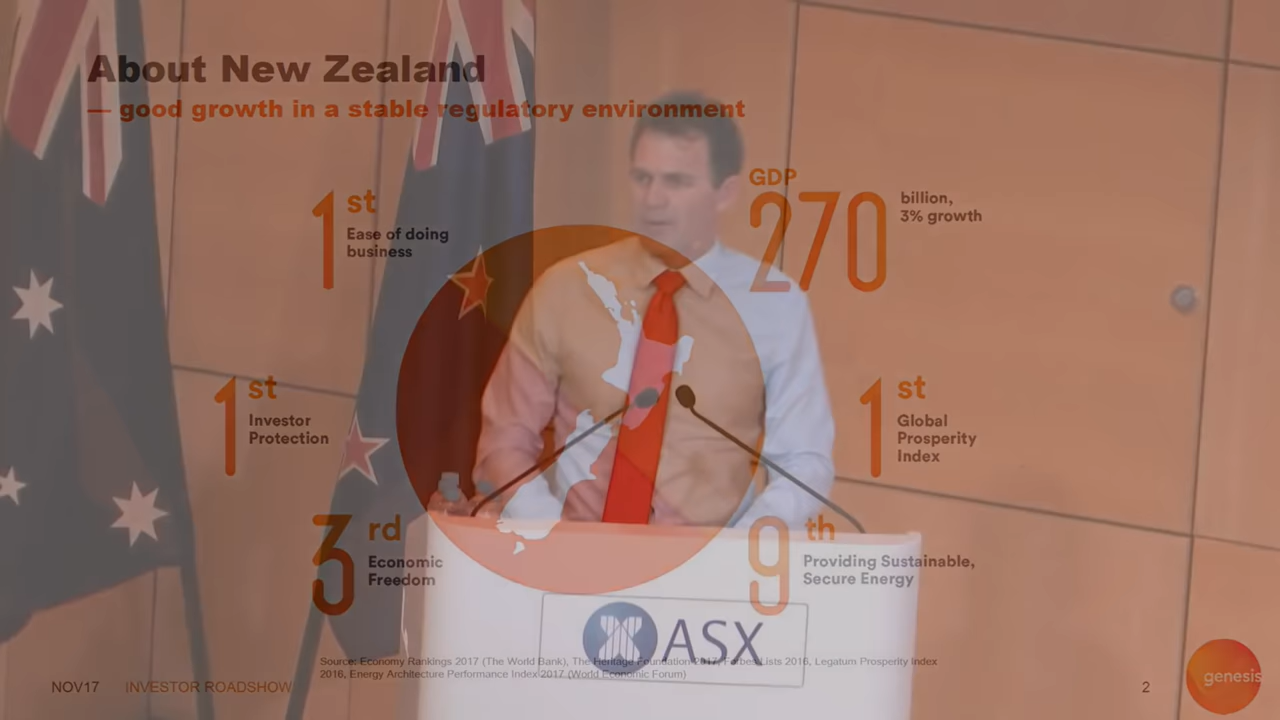 About New Zealand
— good growth in a stable regulatory environment
1st
Ease of doing
business
GDP
270
billion,
3% growth
1st
Investor
Protection
1st
Global
Prosperity
Index
3rd
Economic
Freedom
9th
Providing Sustainable,
Secure Energy
ASX
Source: Economy Rankings 2017 (The World Bank), The Heritage Foundation 2017, Forbes Lists 2016, Legatum Prosperity Index
2016, Energy Architecture Performance Index 2017 (World Economic Forum)
NOV17 INVESTOR ROADSHOW
2
genesis